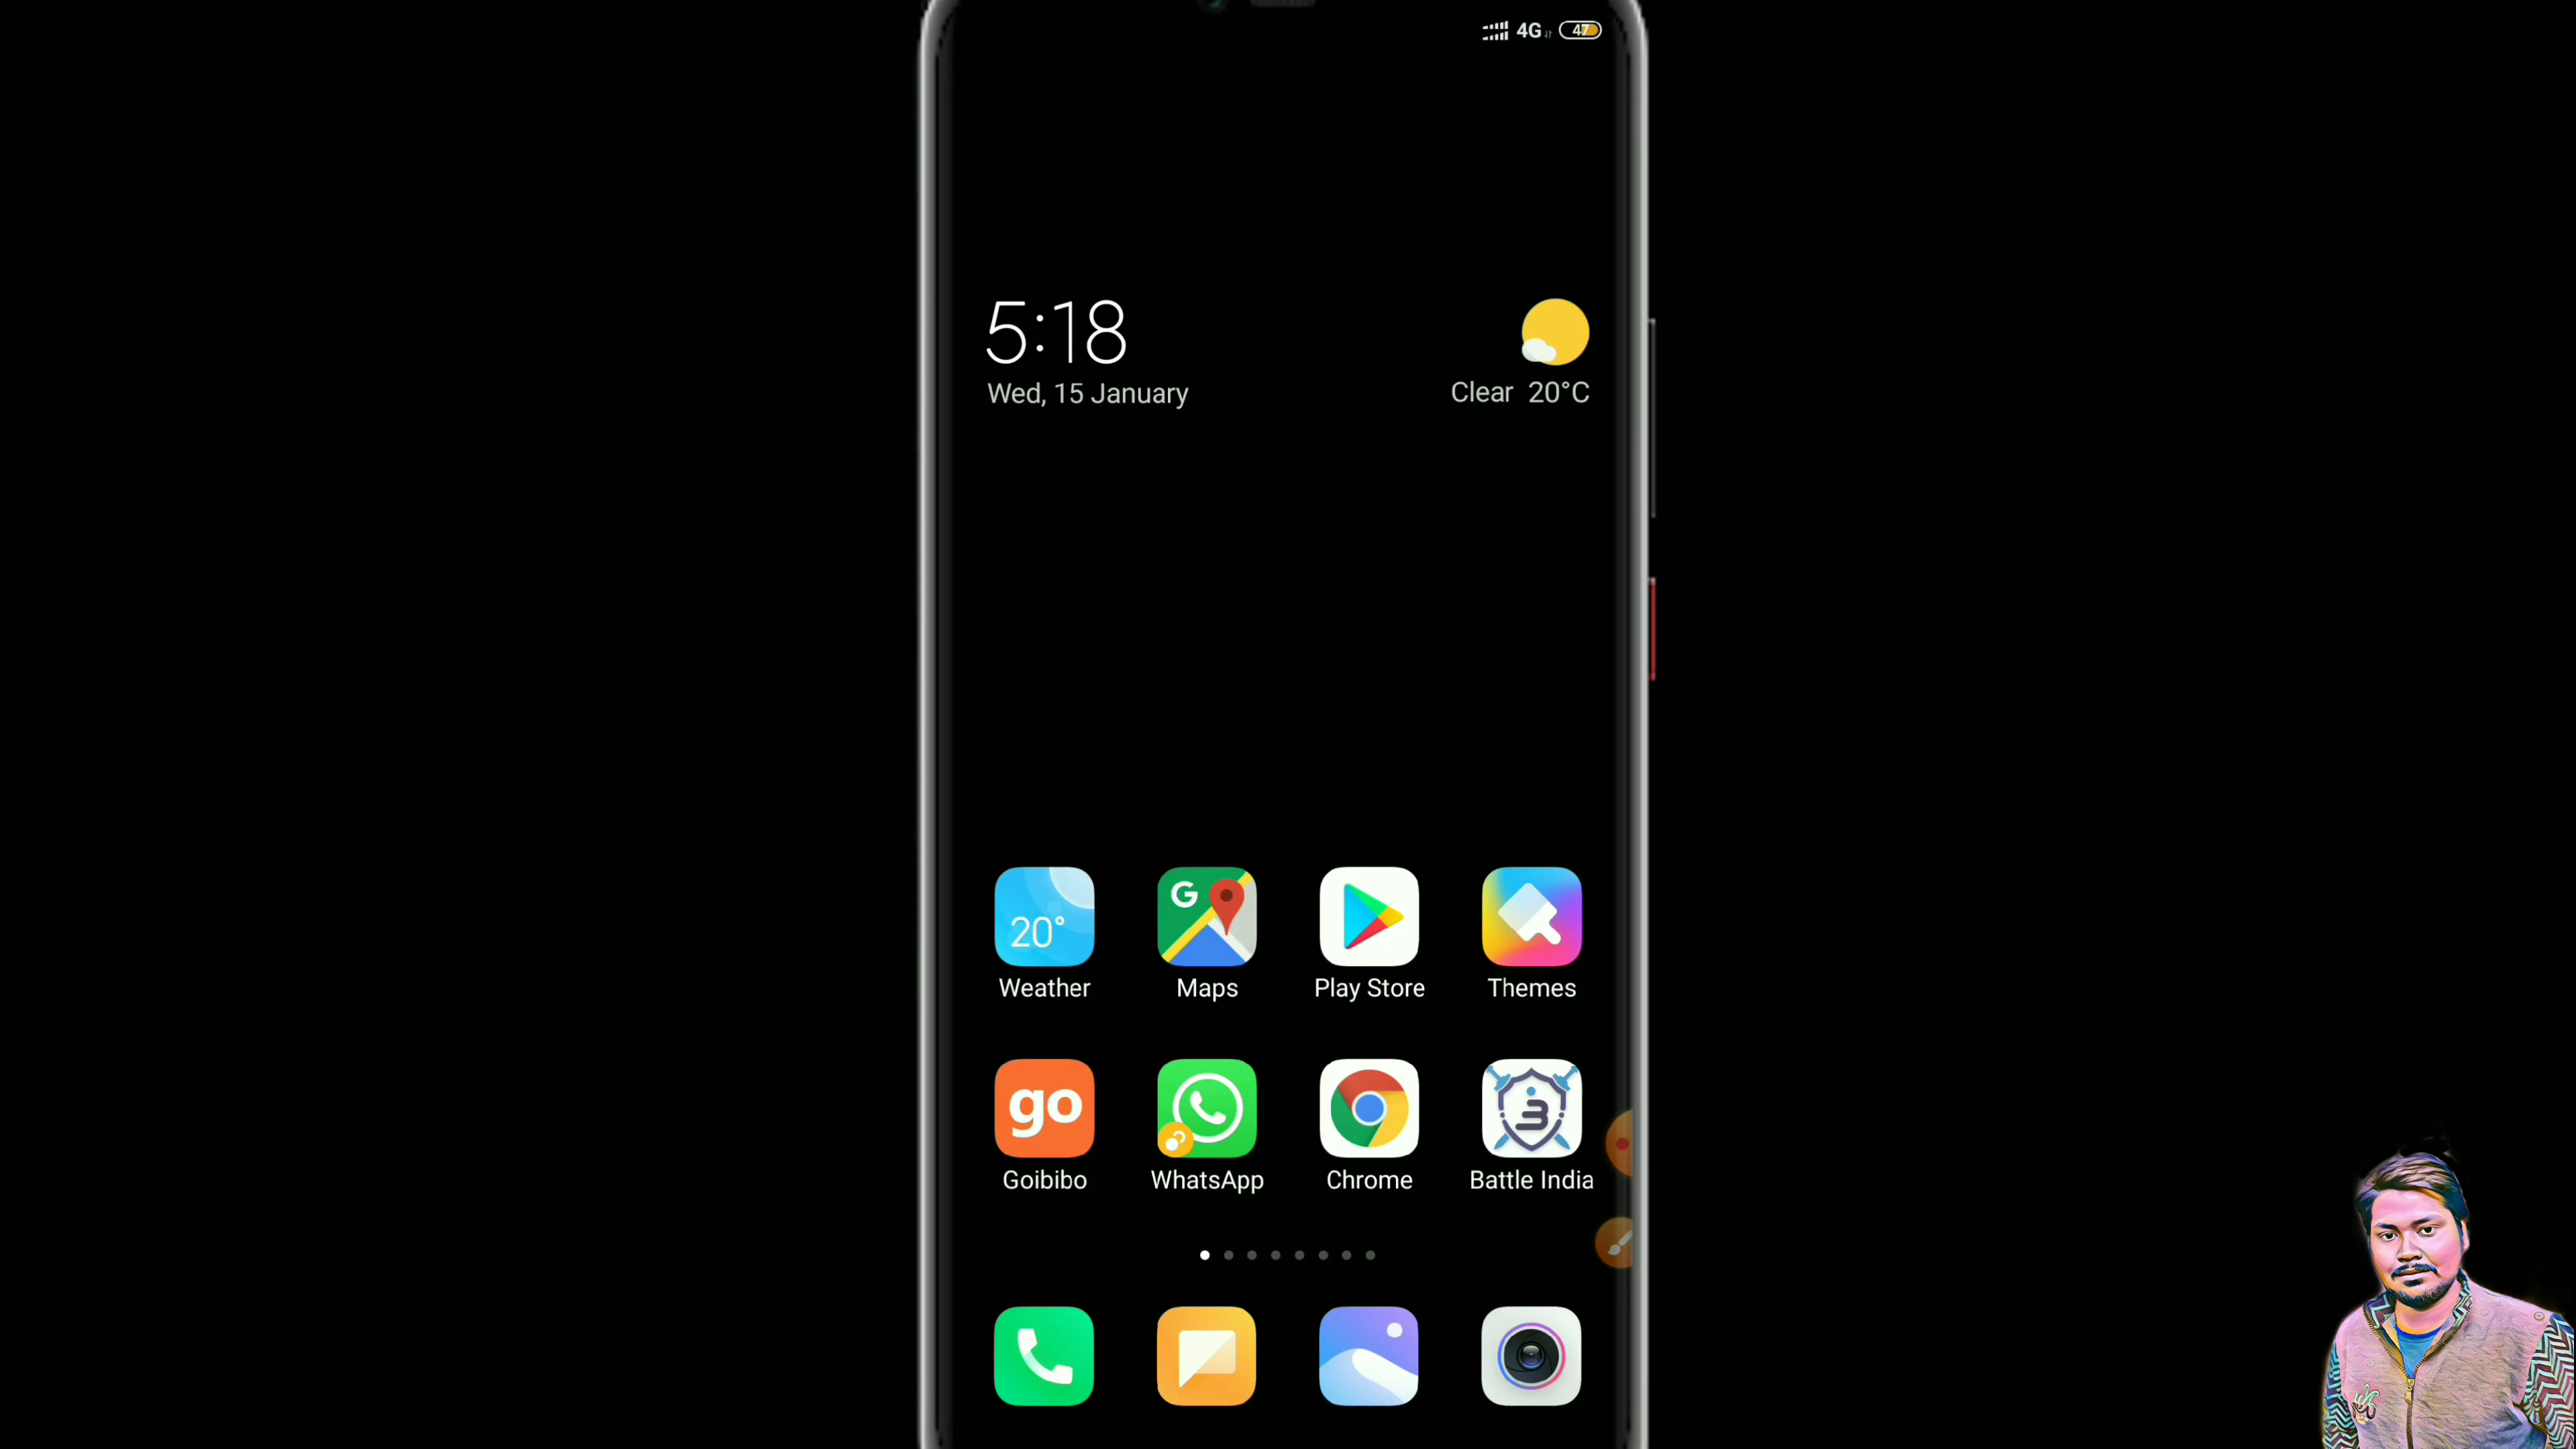 4G 47
5:18
Wed, 15 January
Clear 20°C
20°
G
Weather Maps Play Store Themes
go
Goibibo WhatsApp Chrome Battle India